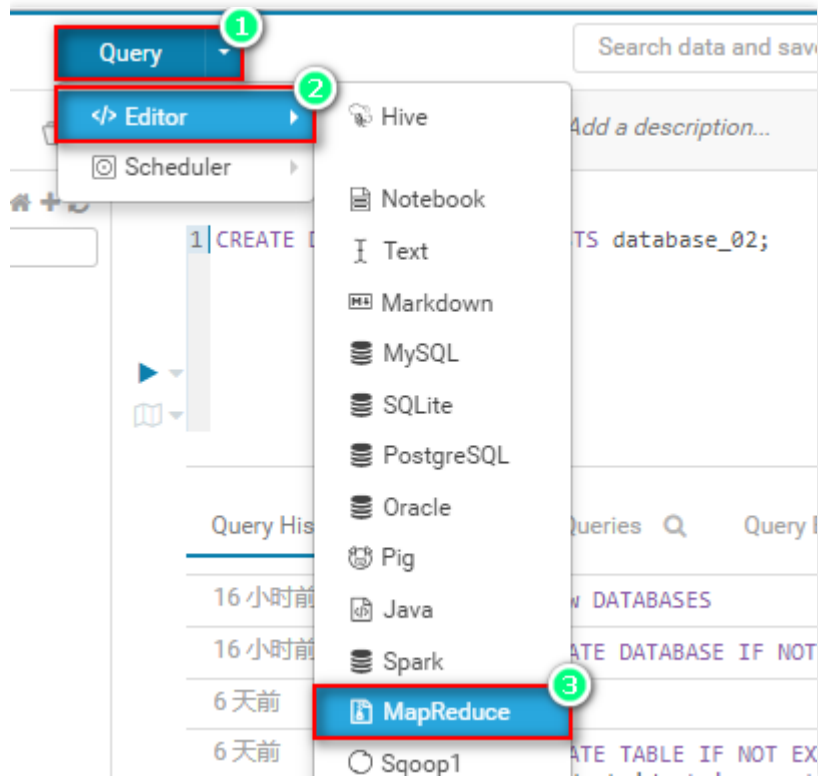 1
Query
Search data and sav
2
</> Editor
Hive
Add a description...
Scheduler
Notebook
1 CREATE
TS database_02;
Text
Markdown
MySQL
SQLite
PostgreSQL
Oracle
Query His
Queries
Query
Pig
16 小时前
DATABASES
Java
16 小时前
ATE DATABASE IF NOT
Spark
3
6 天前
MapReduce
6 天前
ATE TABLE IF NOT EX
Sqoop1